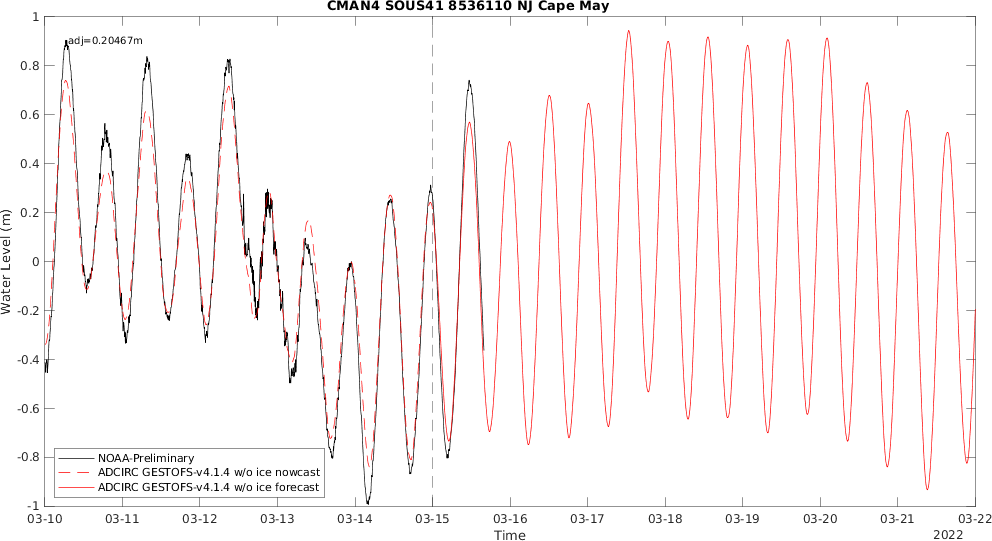 CMAN4 SOUS41 8536110 NJ Cape May
adj=0.20467m
Water Level (m)
1
0.8
0.6
0.4
0.2
0
-0.2
-0.4
-0.6
-0.8
-1
NOAA-Preliminary
ADCIRC GESTOFS-v4.1.4 w/o ice nowcast
ADCIRC GESTOFS-v4.1.4 w/o ice forecast
03-10 03-11 03-12 03-13 03-14 03-15 03-16 03-17 03-18 03-19 03-20 03-21 03-22
Time
2022